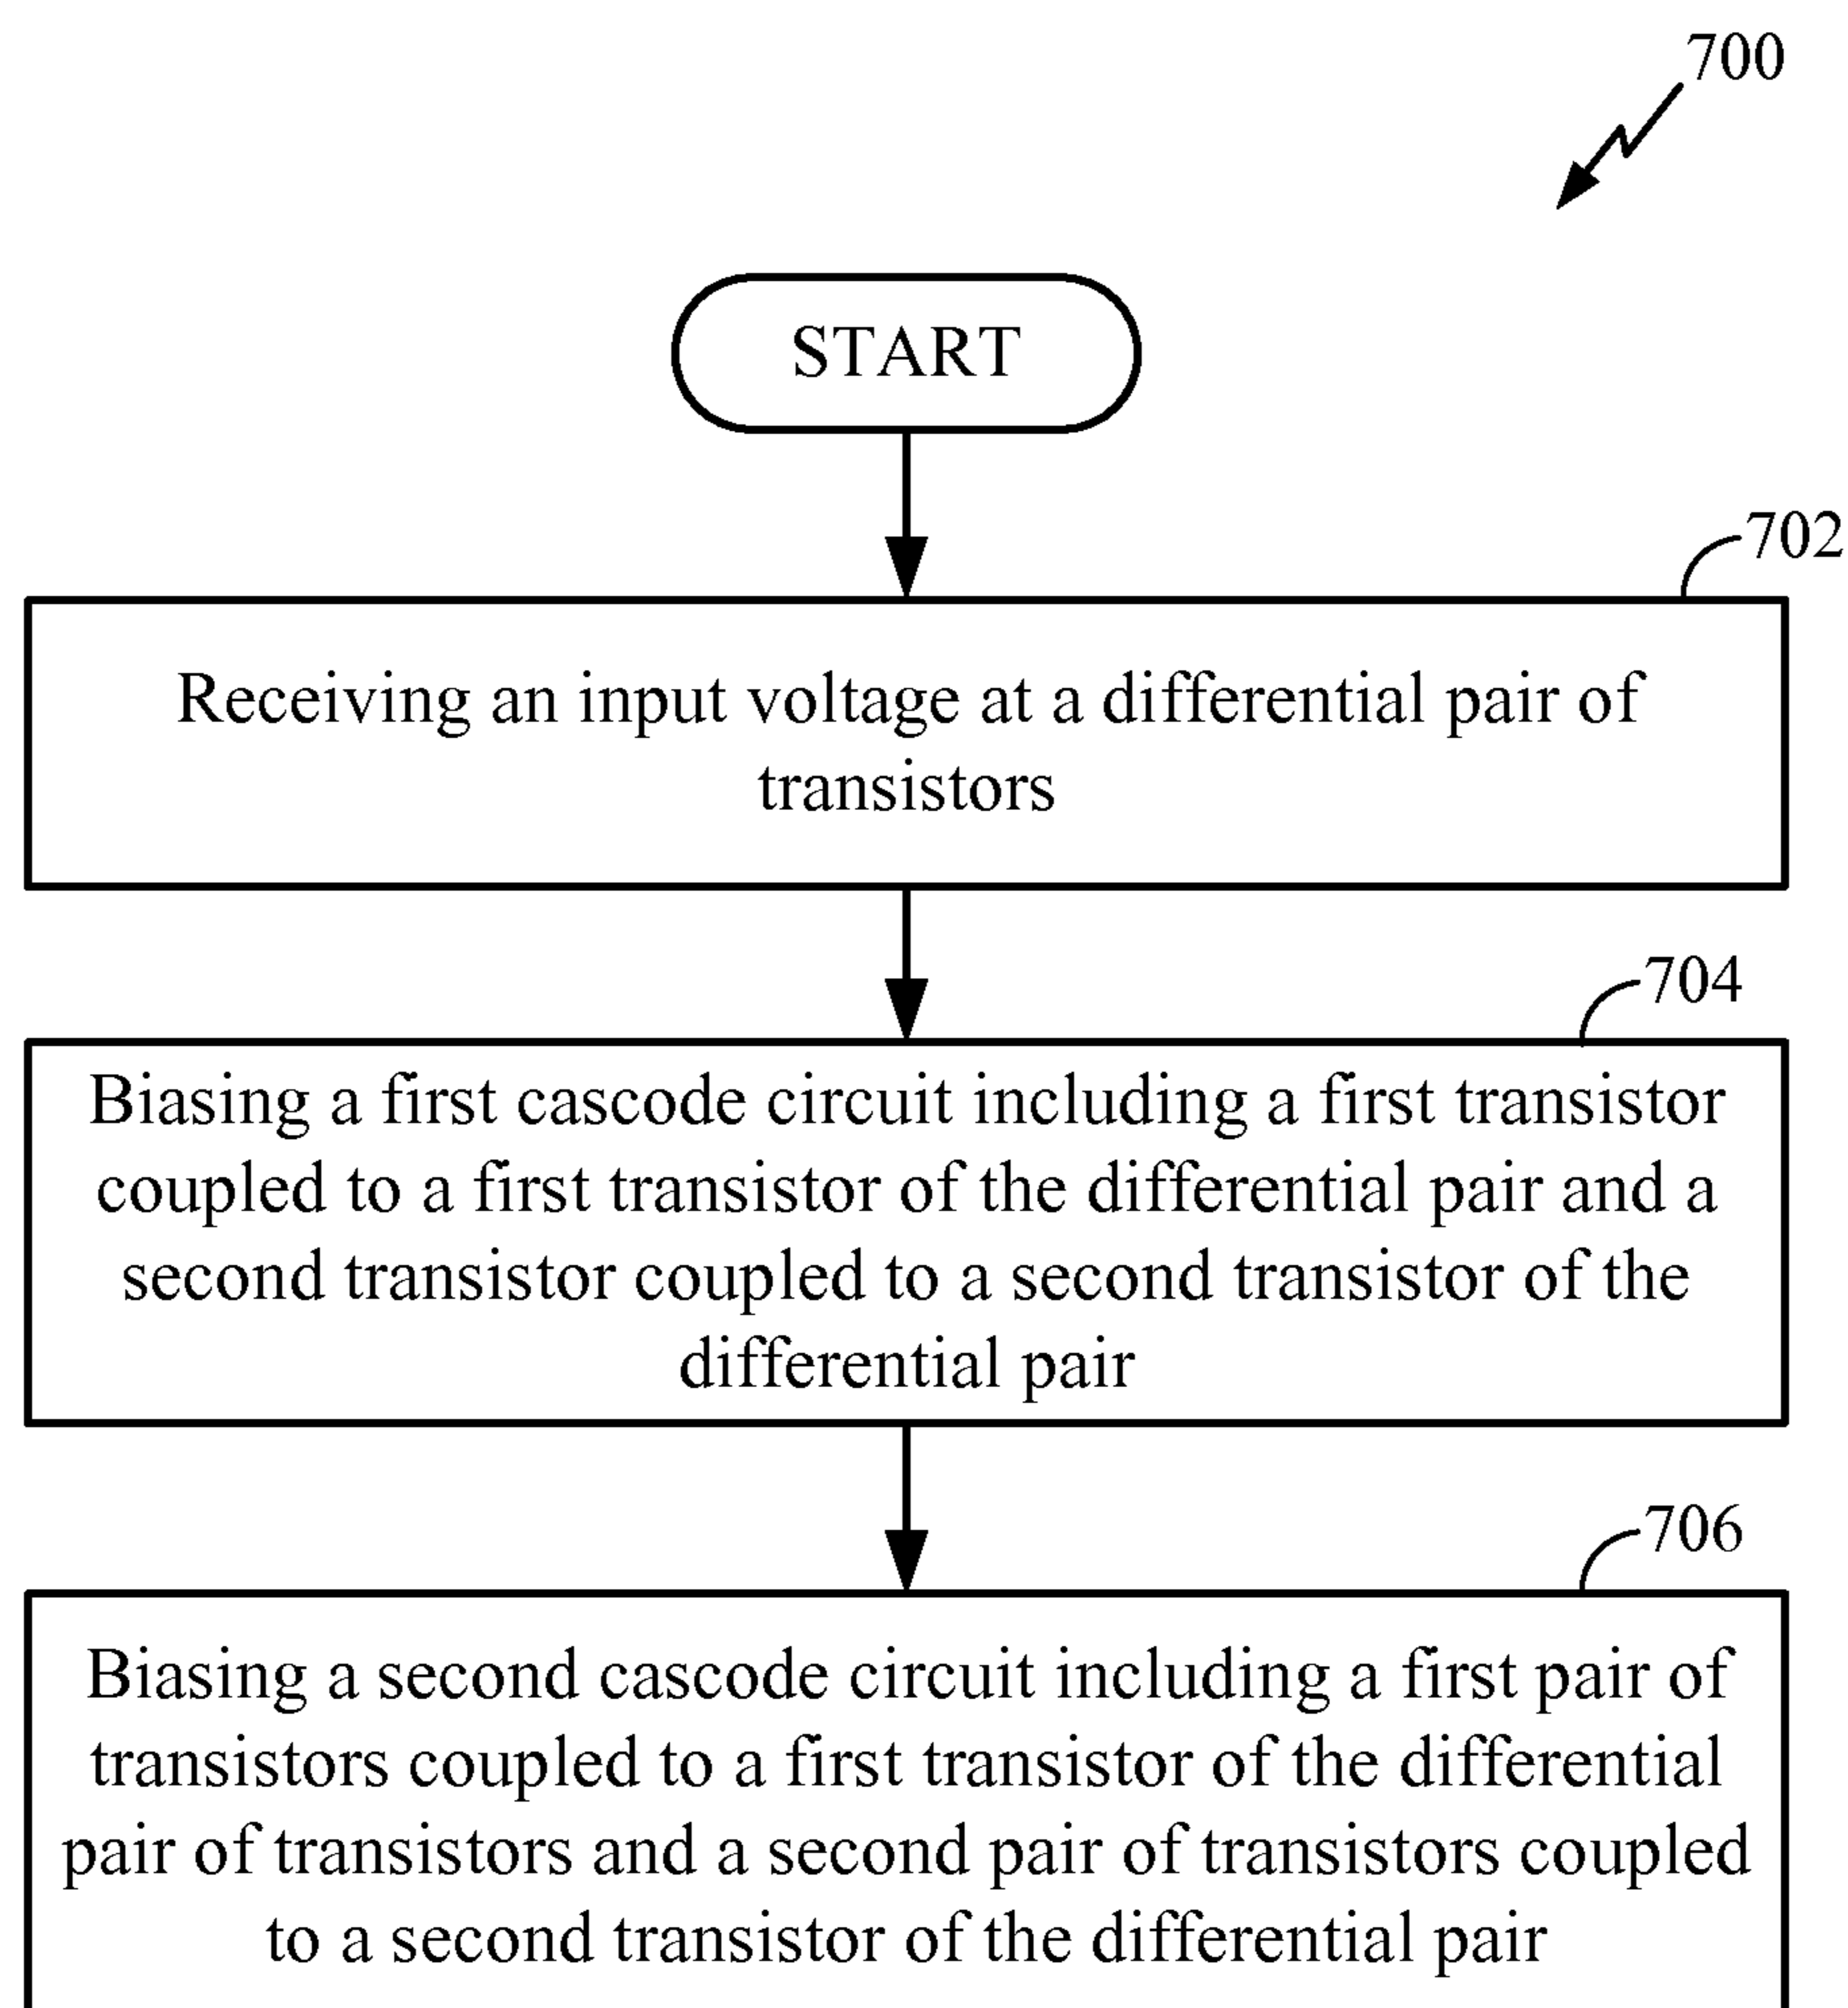 700
START
702
Receiving an input voltage at a differential pair of
transistors
704
Biasing a first cascode circuit including a first transistor
coupled to a first transistor of the differential pair and a
second transistor coupled to a second transistor of the
differential pair
706
Biasing a second cascode circuit including a first pair of
transistors coupled to a first transistor of the differential
pair of transistors and a second pair of transistors coupled
to a second transistor of the differential pair